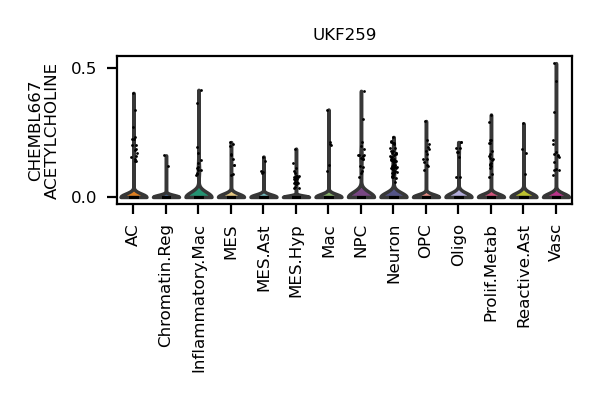 UKF259
CHEMBL667
ACETYLCHOLINE
0.5
0.0
AC
Chromatin.Reg
Inflammatory.Mac
MES
MES.Ast
MES.Hyp
Mac
NPC
Neuron
OPC
Oligo
Prolif.Metab
Reactive.Ast
Vasc